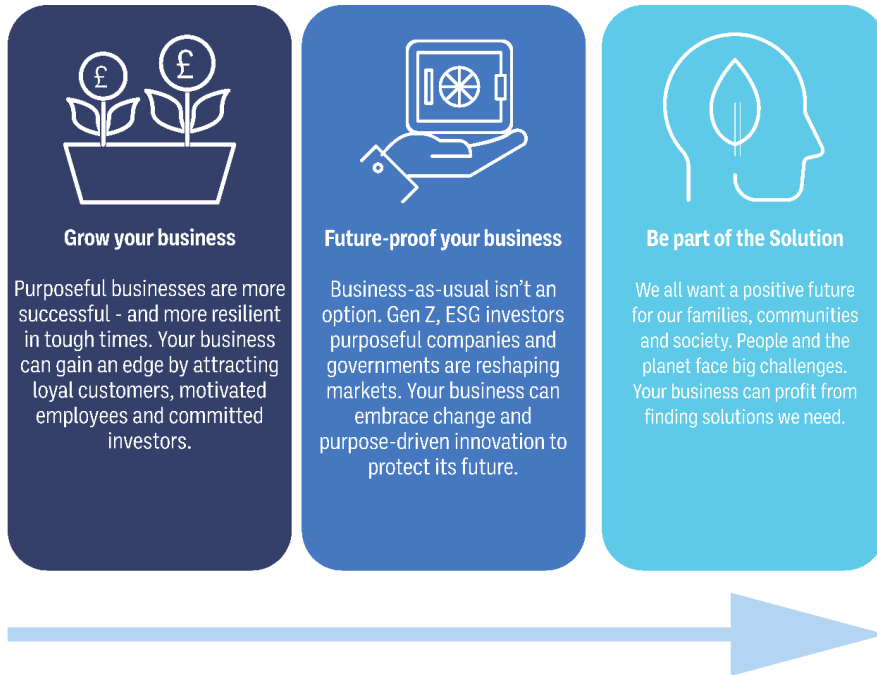 £
£
Grow your business
Purposeful businesses are more
successful - and more resilient
in tough times. Your business
can gain an edge by attracting
loyal customers, motivated
employees and committed
investors.
Future-proof your business
Business-as-usual isn't an
option. Gen Z, ESG investors
purposeful companies and
governments are reshaping
markets. Your business can
embrace change and
purpose-driven innovation to
protect its future.
Be part of the Solution
We all want a positive future
for our families, communities
and society. People and the
planet face big challenges.
Your business can profit from
finding solutions we need.